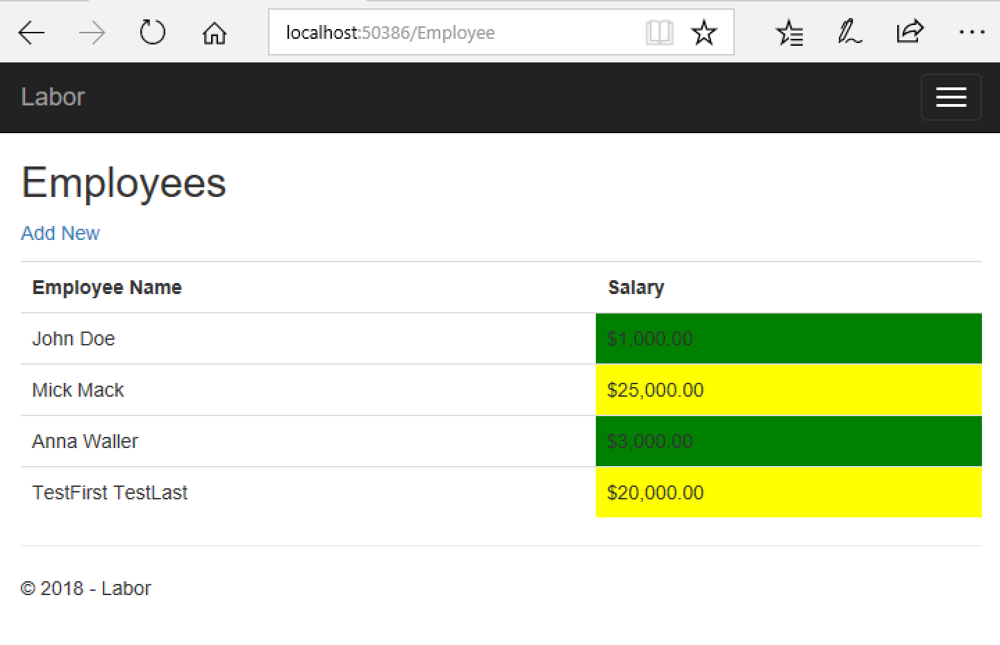 localhost:50386/Employee
Labor
Employees
Add New
Employee Name Salary
John Doe $1,000.00
Mick Mack $25,000.00
Anna Waller $3,000.00
TestFirst TestLast $20,000.00
© 2018 - Labor